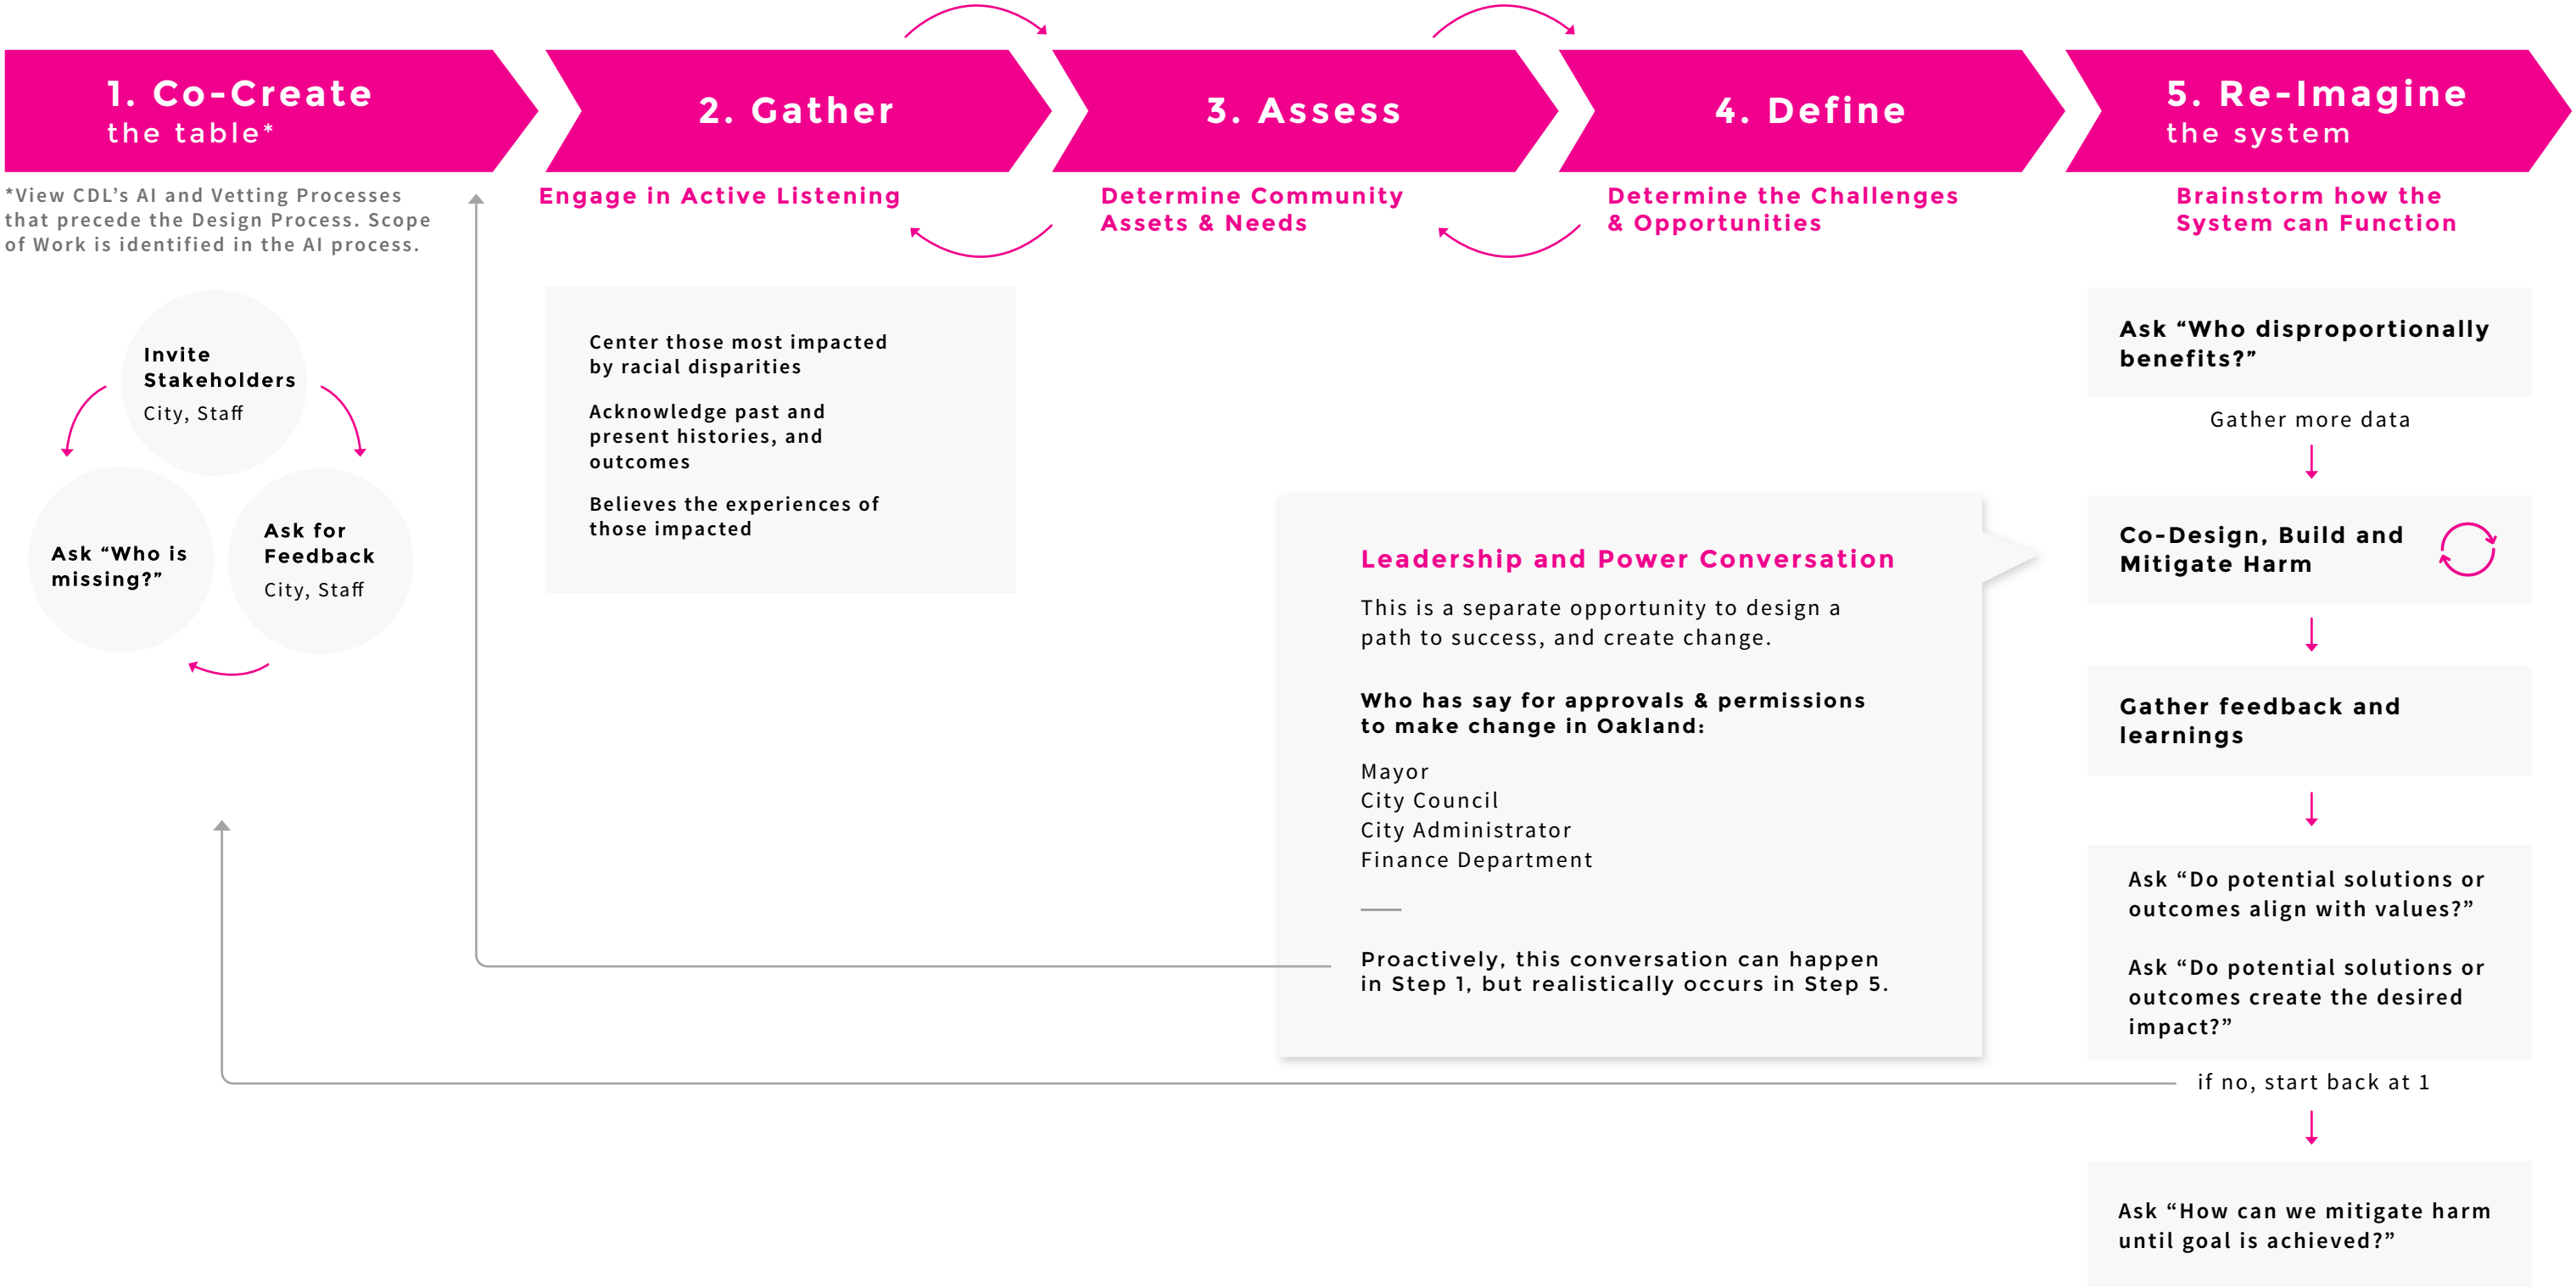 1. Co-Create
the table*
2. Gather
3. Assess
4. Define
5. Re-Imagine
the system
*View CDL’s AI and Vetting Processes
that precede the Design Process. Scope
of Work is identified in the AI process.
Engage in Active Listening
Determine Community
Assets & Needs
Determine the Challenges
& Opportunities
Brainstorm how the
System can Function
Invite
Stakeholders
City, Staff
Ask “Who is
missing?”
Ask for
Feedback
City, Staff
Center those most impacted
by racial disparities
Acknowledge past and
present histories, and
outcomes
Believes the experiences of
those impacted
Leadership and Power Conversation
This is a separate opportunity to design a
path to success, and create change.
Who has say for approvals & permissions
to make change in Oakland:
Mayor
City Council
City Administrator
Finance Department
Proactively, this conversation can happen
in Step 1, but realistically occurs in Step 5.
Ask “Who disproportionally
benefits?”
Gather more data
Co-Design, Build and
Mitigate Harm
Gather feedback and
learnings
Ask “Do potential solutions or
outcomes align with values?”
Ask “Do potential solutions or
outcomes create the desired
impact?”
if no, start back at 1
Ask “How can we mitigate harm
until goal is achieved?”